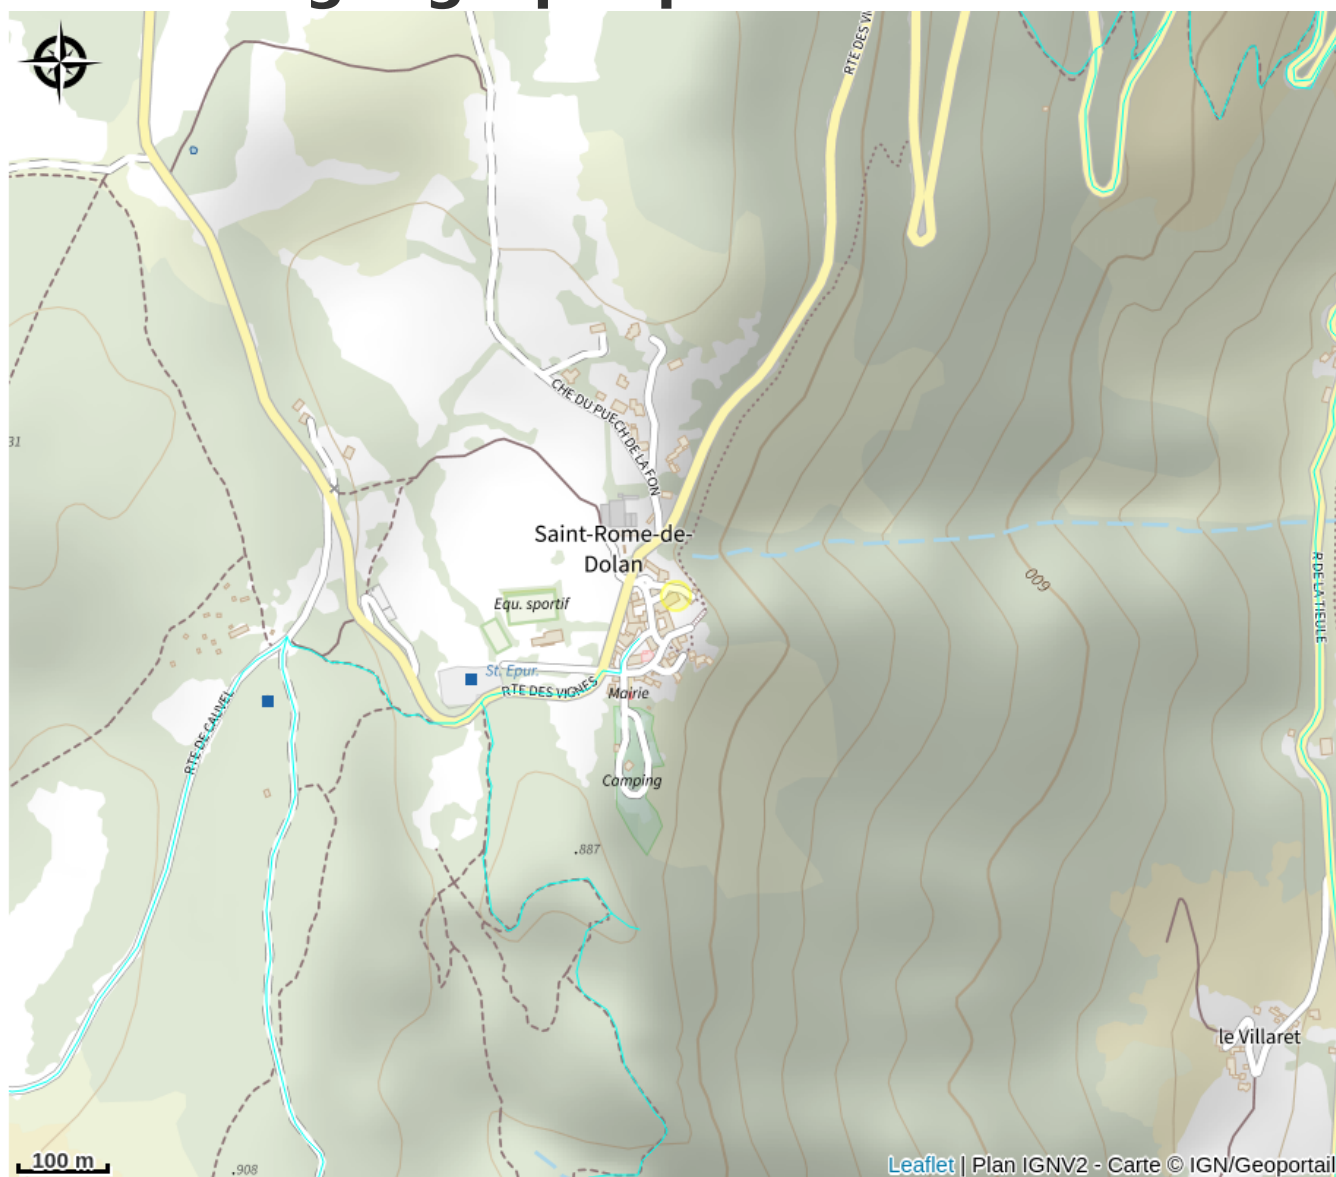 RTE DES VI
CHE DU PUECH DE LA FON
31
Saint-Rome-de-
Dolan
Equ. sportif
600
R DE LA TIEULE
St. Epur.
RTE DES VIGNES
Mairie
RTE DE CAUVEL
Camping
.887
le Villaret
100 m
.908
Leaflet | Plan IGNV2 - Carte © IGN/Geoportail